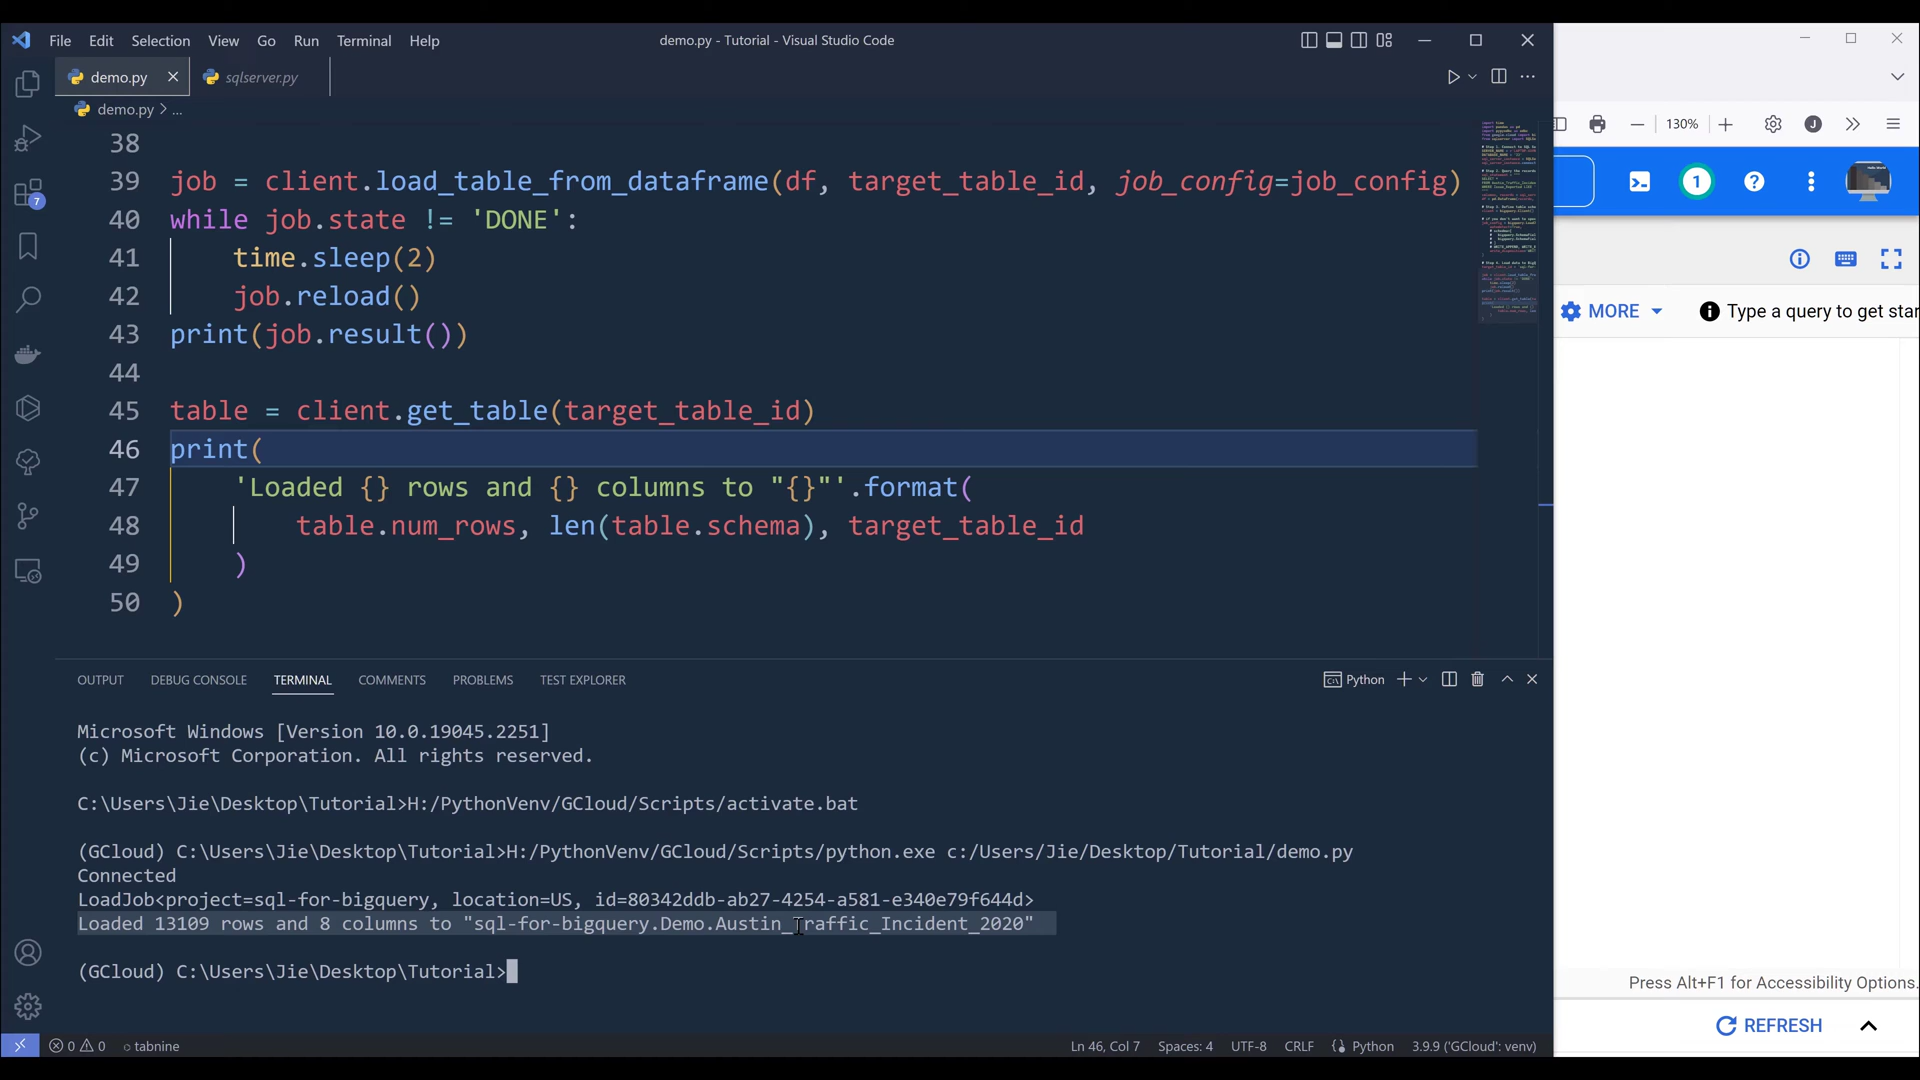 File Edit Selection View Go Run Terminal Help
demo.py - Tutorial - Visual Studio Code
demo.py
sqlserver.py
demo.py > ...
38
39 job = client.load_table_from_dataframe(df, target_table_id, job_config=job_config)
40 while job.state != 'DONE':
41 time.sleep(2)
42 job.reload()
43 print(job.result())
44
45 table = client.get_table(target_table_id)
46 print(
47 'Loaded {} rows and {} columns to "{}"'.format(
48 table.num_rows, len(table.schema), target_table_id
49 )
50 )
7
OUTPUT DEBUG CONSOLE TERMINAL COMMENTS PROBLEMS TEST EXPLORER
Python
Microsoft Windows [Version 10.0.19045.2251]
(c) Microsoft Corporation. All rights reserved.
C:\Users\Jie\Desktop\Tutorial>H:/PythonVenv/GCloud/Scripts/activate.bat
(GCloud) C:\Users\Jie\Desktop\Tutorial>H:/PythonVenv/GCloud/Scripts/python.exe c:/Users/Jie/Desktop/Tutorial/demo.py
Connected
LoadJob<project=sql-for-bigquery, location=US, id=80342ddb-ab27-4254-a581-e340e79f644d>
Loaded 13109 rows and 8 columns to "sql-for-bigquery.Demo.Austin_Traffic_Incident_2020"
(GCloud) C:\Users\Jie\Desktop\Tutorial>
0 0 tabnine
Ln 46, Col 7 Spaces: 4 UTF-8 CRLF Python 3.9.9 ('GCloud': venv)
130%
J
1
MORE
Type a query to get star
Press Alt+F1 for Accessibility Options.
REFRESH